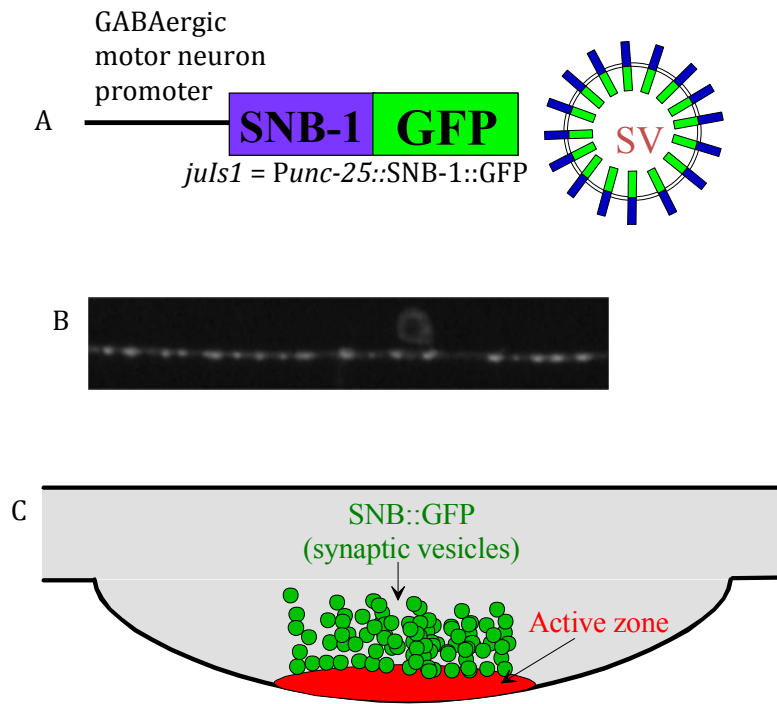 GABAergic
motor neuron
promoter
A
SNB-1
GFP
SV
juIs1 = Punc-25::SNB-1::GFP
B
C
SNB::GFP
(synaptic vesicles)
Active zone